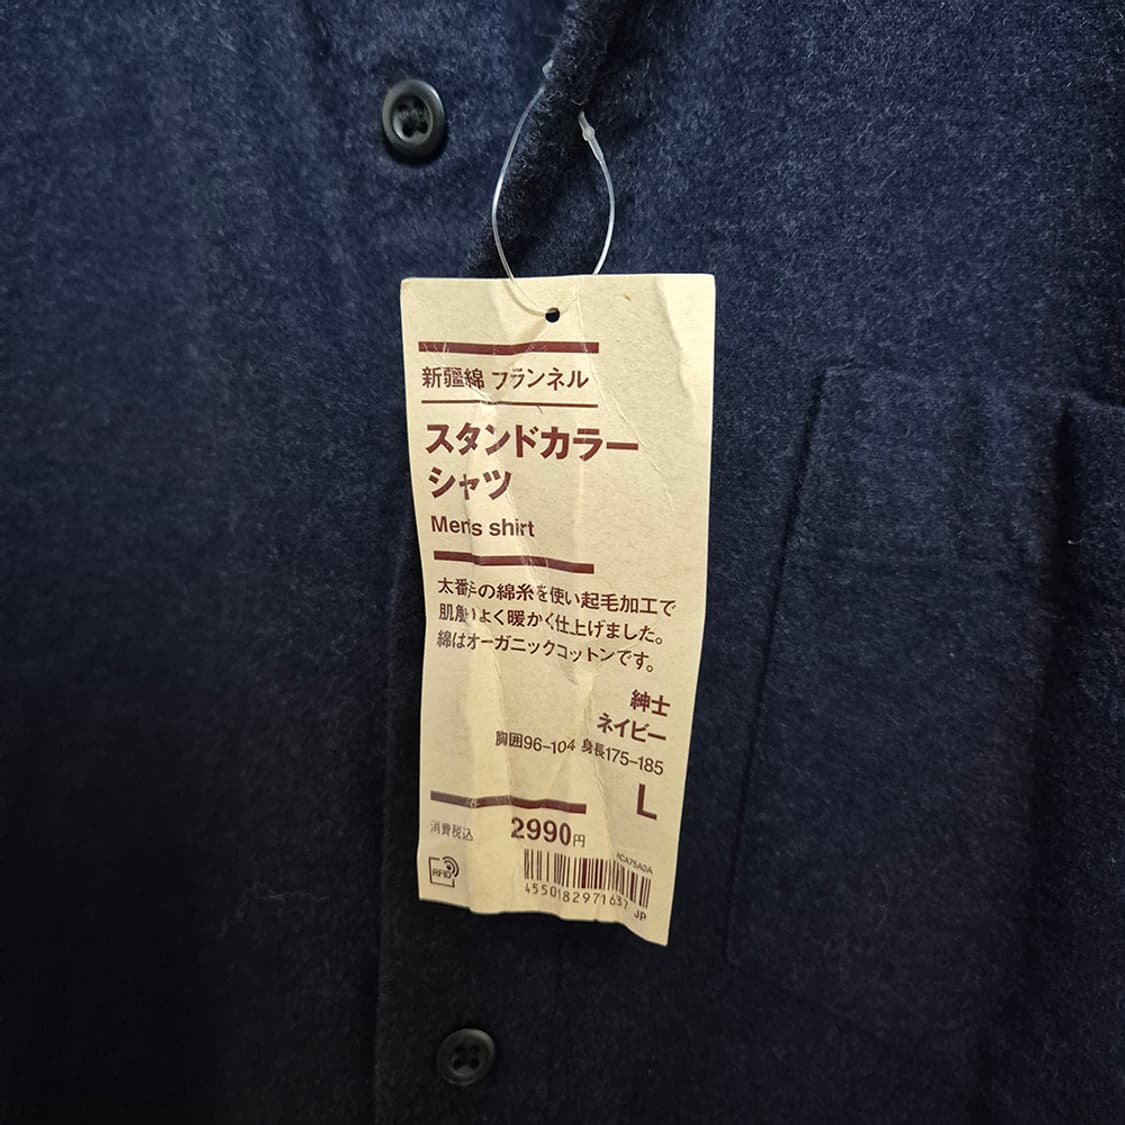 新疆綿 フランネル
スタンドカラー
シャツ
Men's shirt
太番手の綿糸を使い起毛加工で
肌触りよく暖かく仕上げました。
綿はオーガニックコットンです。
紳士
ネイビー
胸囲96-104 身長175-185
L
消費税込 2990円
RFID
ACA75A0A
4550182971637 JP